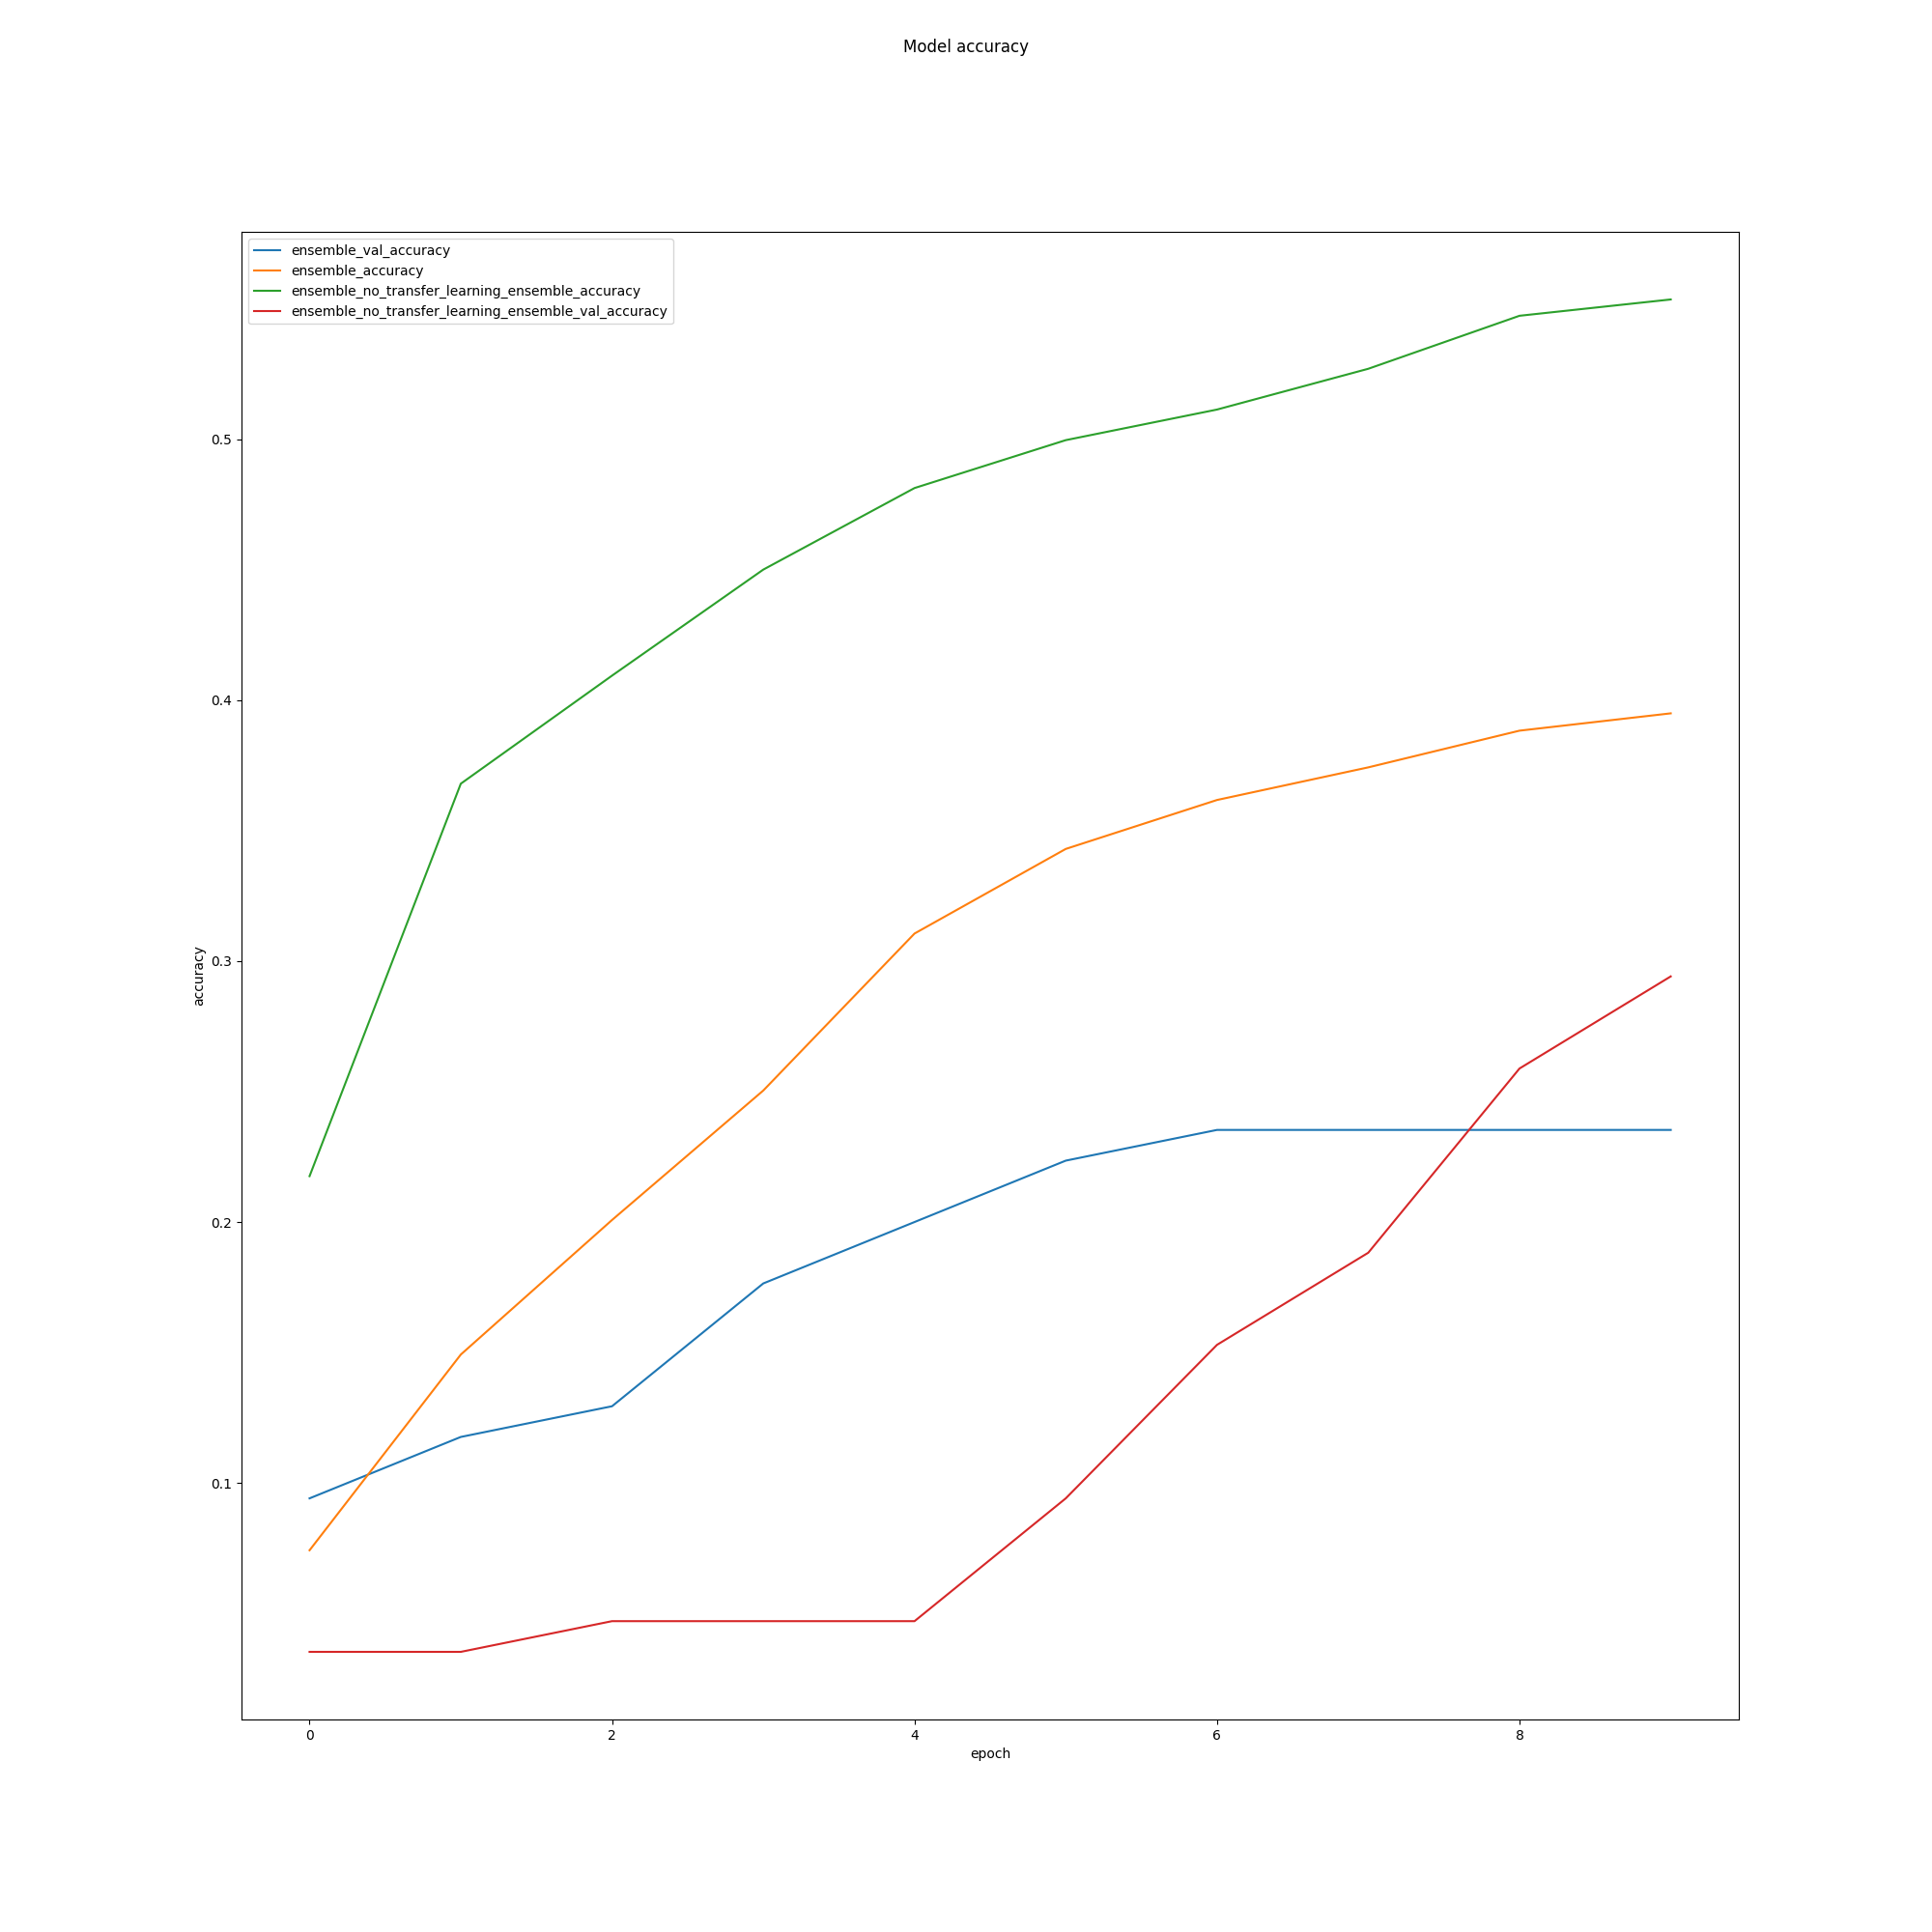 Model accuracy
ensemble_val_accuracy
ensemble_accuracy
ensemble_no_transfer_learning_ensemble_accuracy
ensemble_no_transfer_learning_ensemble_val_accuracy
0.5
0.4
0.3
0.2
0.1
accuracy
0 2 4 6 8
epoch